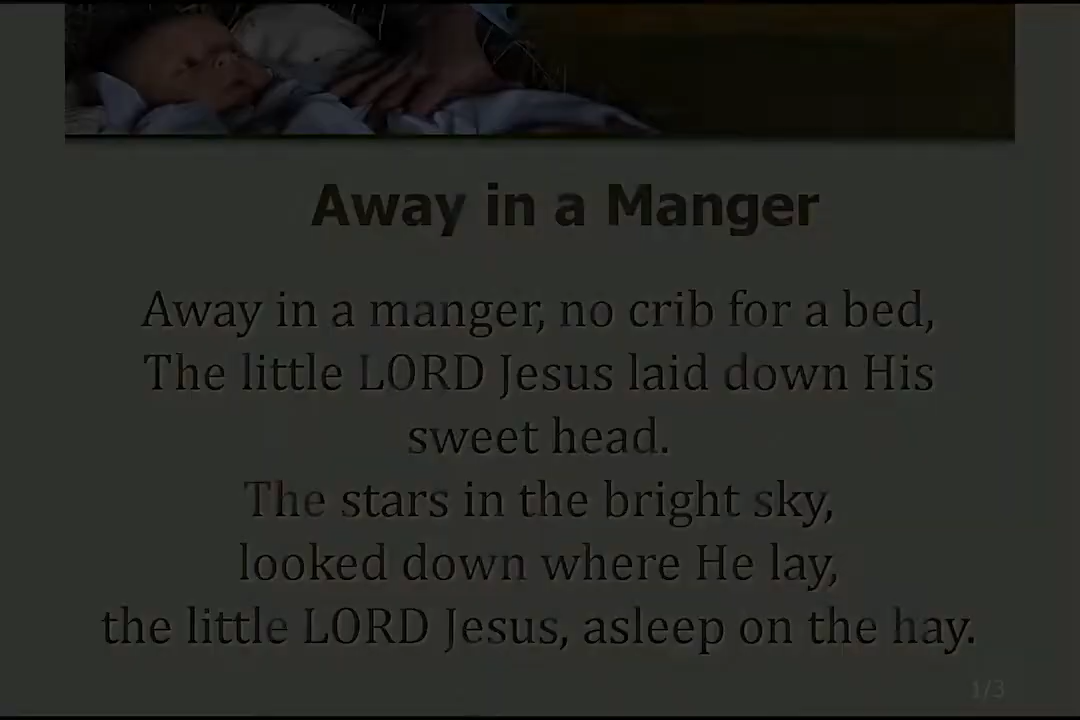 Away in a Manger
Away in a manger, no crib for a bed,
The little LORD Jesus laid down His
sweet head.
The stars in the bright sky,
looked down where He lay,
the little LORD Jesus, asleep on the hay.
1/3